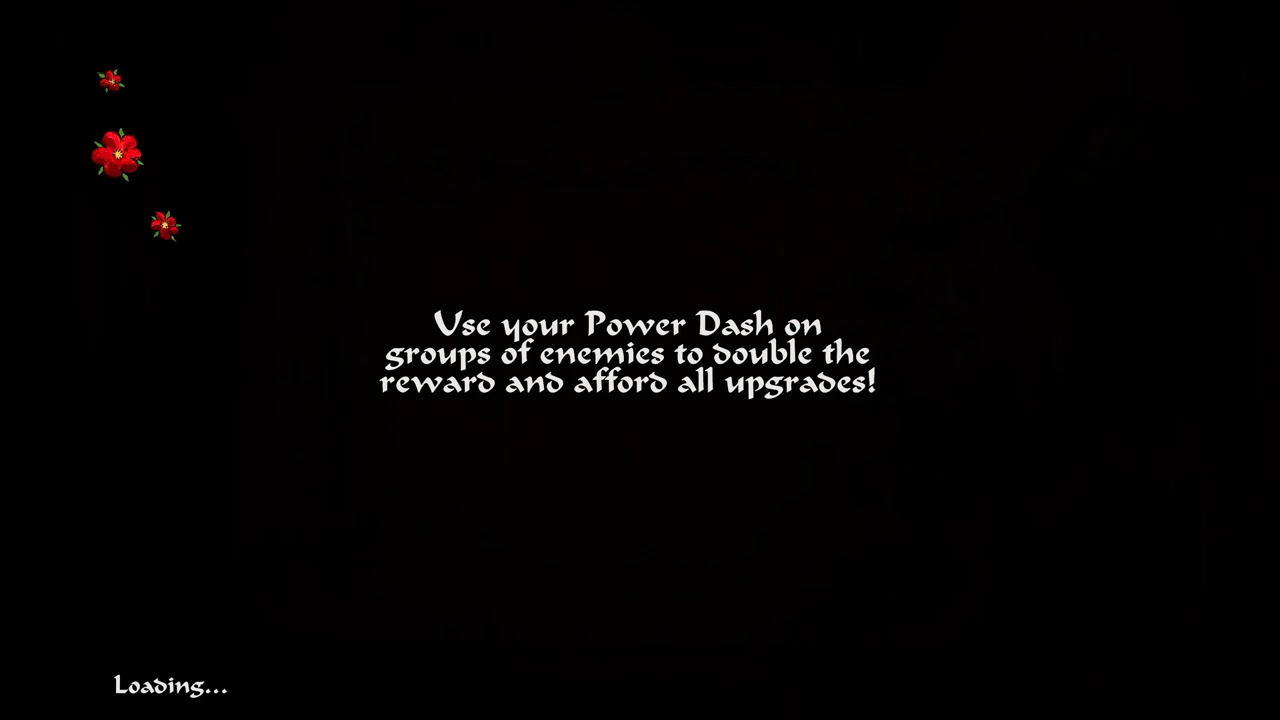 Use your Power Dash on
groups of enemies to double the
reward and afford all upgrades!
Loading...